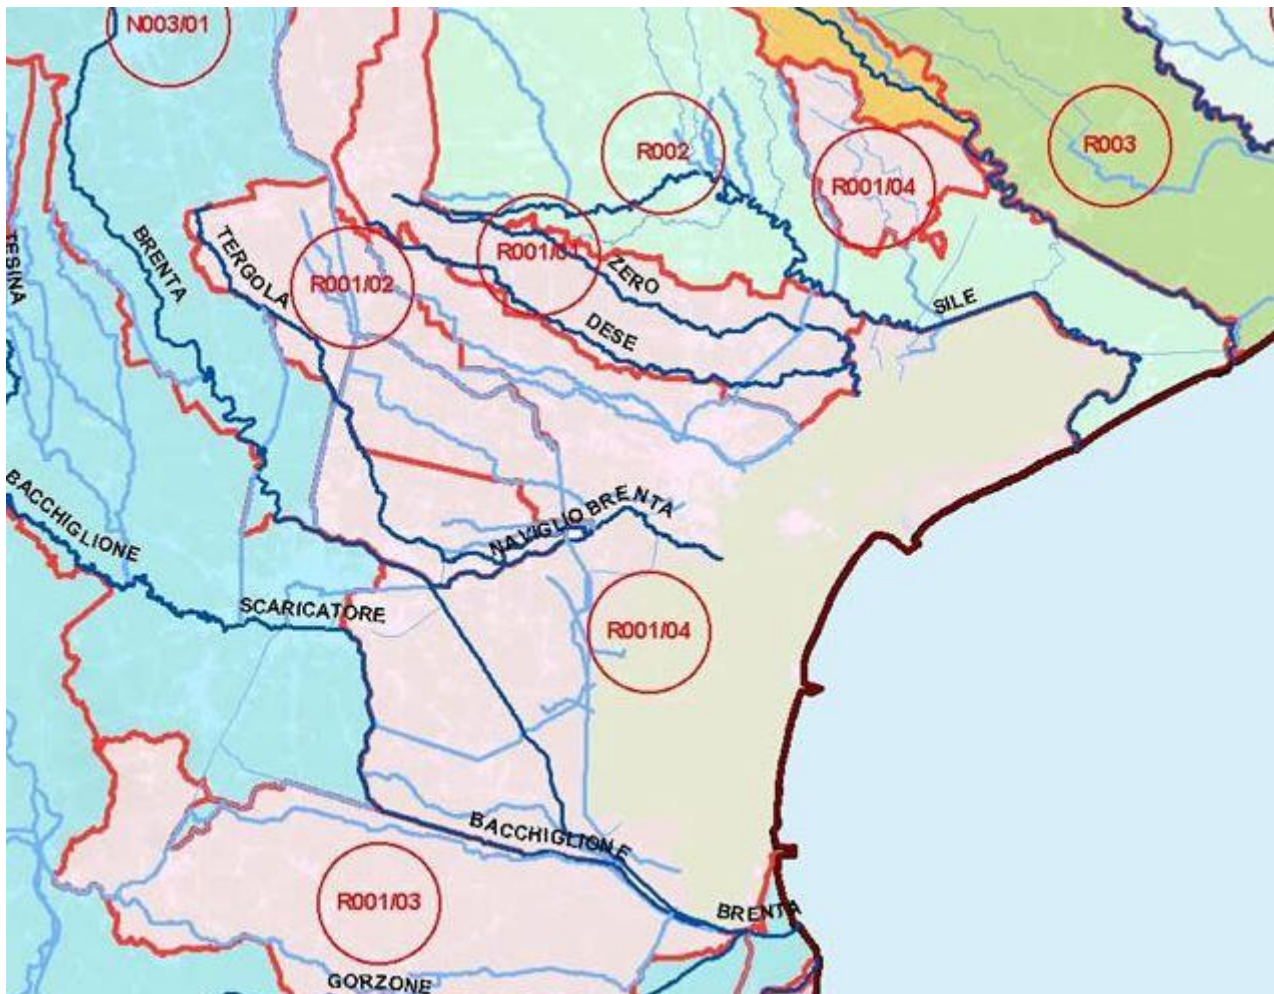 N003/01
R002
R003
R001/04
R001/01
ZERO
TESINA
BRENTA
TERGOLA
R001/02
DESE
SILE
BACCHIGLIONE
NAVIGLIO BRENTA
SCARICATORE
R001/04
BACCHIGLIONE
R001/03
BRENTA
GORZONE